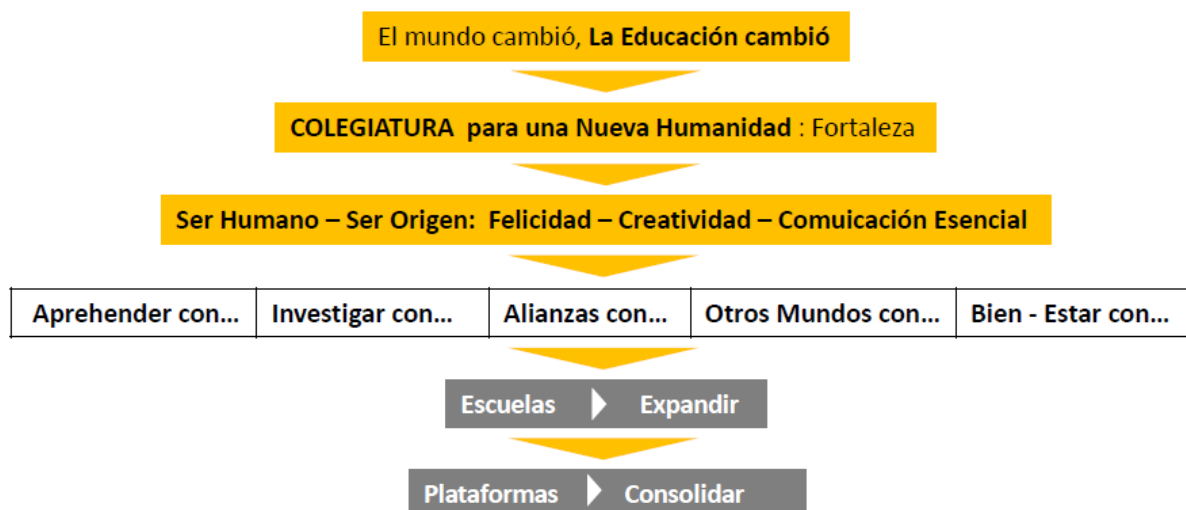 El mundo cambió, La Educación cambió
COLEGIATURA para una Nueva Humanidad : Fortaleza
Ser Humano – Ser Origen: Felicidad – Creatividad – Comuicación Esencial
Aprehender con... Investigar con... Alianzas con... Otros Mundos con... Bien - Estar con...
Escuelas Expandir
Plataformas Consolidar